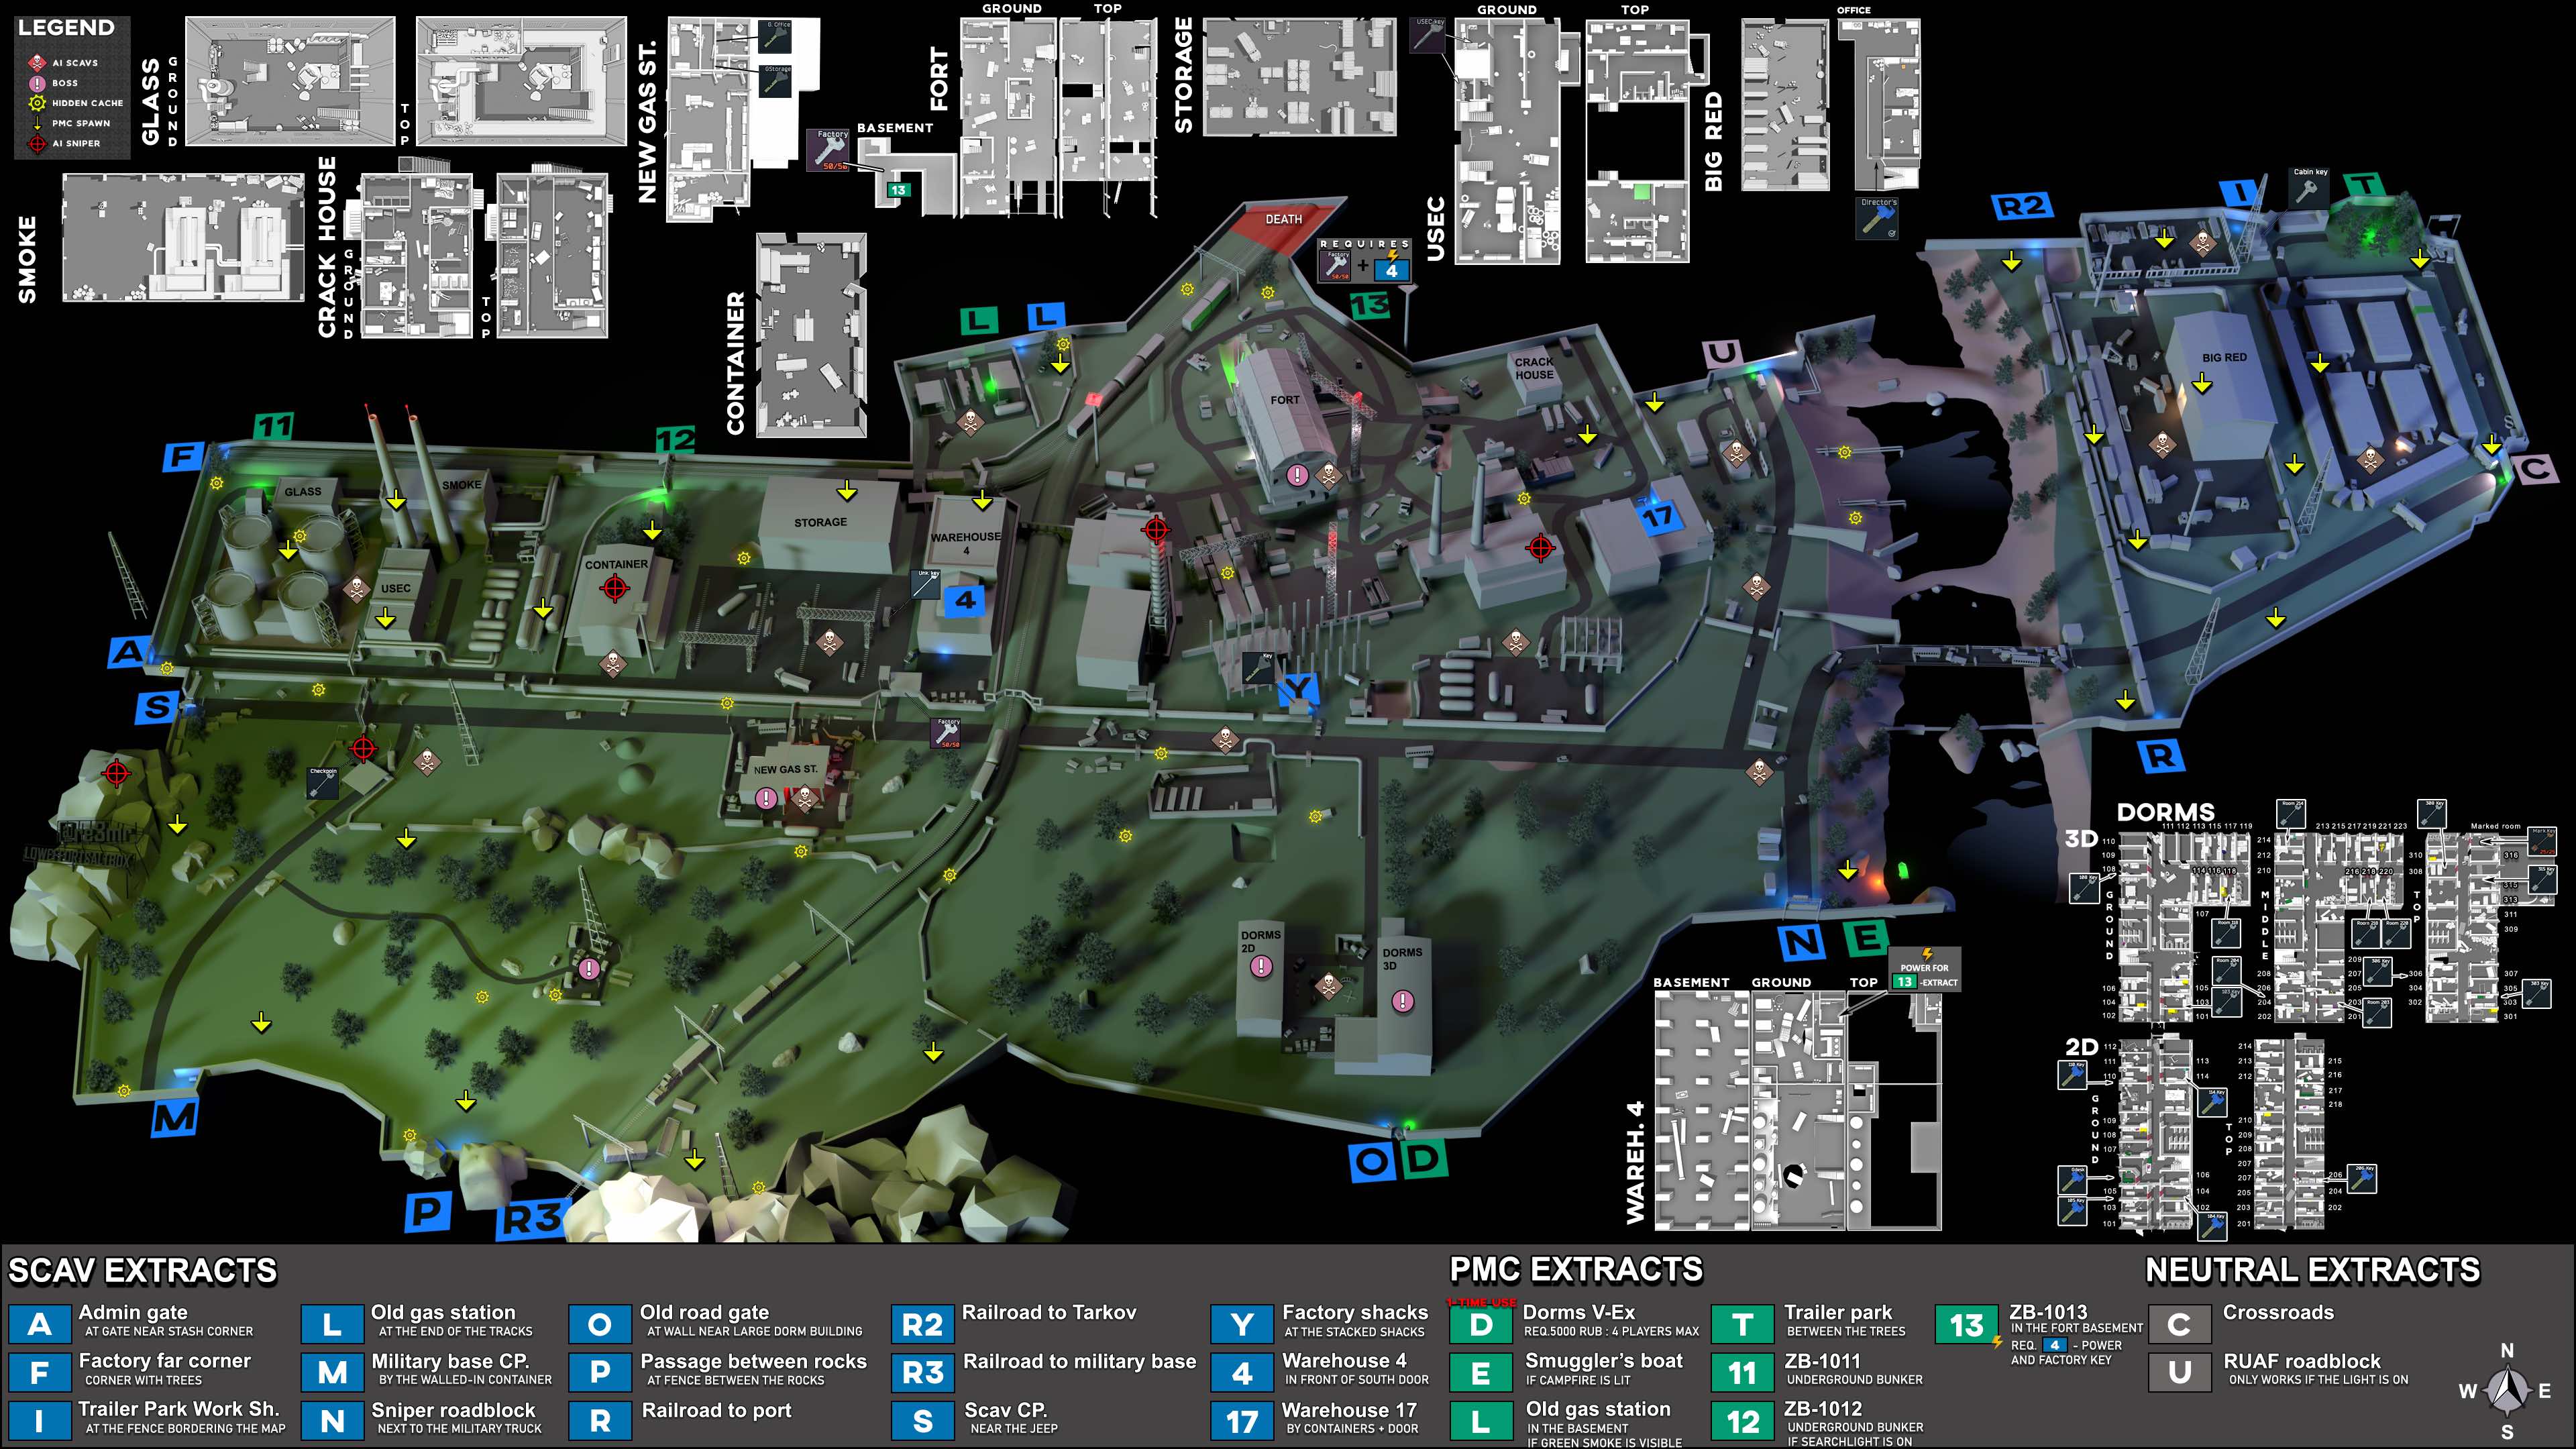 LEGEND
AI SCAVS
BOSS
HIDDEN CACHE
PMC SPAWN
AI SNIPER
GLASS
GROUND
TOP
SMOKE
CRACK HOUSE
GROUND
TOP
NEW GAS ST.
G. Office
GStorage
FORT
GROUND
TOP
Factory
50/50
BASEMENT
13
CONTAINER
STORAGE
USEC
GROUND
TOP
USEC key
BIG RED
OFFICE
Director's
DEATH
REQUIRES
Factory
50/50
+
4
13
L
L
U
R2
I
Cabin key
T
C
R
11
F
12
A
S
M
P
R3
O
D
N
E
GLASS
SMOKE
USEC
CONTAINER
STORAGE
WAREHOUSE
4
Unk. key
4
FORT
CRACK
HOUSE
17
Key
Y
BIG RED
Checkpoin
NEW GAS ST.
Factory
50/50
DORMS
2D
DORMS
3D
WAREH. 4
BASEMENT
GROUND
TOP
POWER FOR
13 -EXTRACT
DORMS
3D
GROUND
MIDDLE
TOP
Marked room
2D
GROUND
TOP
SCAV EXTRACTS
A Admin gate
AT GATE NEAR STASH CORNER
F Factory far corner
CORNER WITH TREES
I Trailer Park Work Sh.
AT THE FENCE BORDERING THE MAP
L Old gas station
AT THE END OF THE TRACKS
M Military base CP.
BY THE WALLED-IN CONTAINER
N Sniper roadblock
NEXT TO THE MILITARY TRUCK
O Old road gate
AT WALL NEAR LARGE DORM BUILDING
P Passage between rocks
AT FENCE BETWEEN THE ROCKS
R Railroad to port
R2 Railroad to Tarkov
R3 Railroad to military base
S Scav CP.
NEAR THE JEEP
Y Factory shacks
AT THE STACKED SHACKS
4 Warehouse 4
IN FRONT OF SOUTH DOOR
17 Warehouse 17
BY CONTAINERS + DOOR
PMC EXTRACTS
1-TIME-USE
D Dorms V-Ex
REQ.5000 RUB : 4 PLAYERS MAX
E Smuggler's boat
IF CAMPFIRE IS LIT
L Old gas station
IN THE BASEMENT
IF GREEN SMOKE IS VISIBLE
T Trailer park
BETWEEN THE TREES
11 ZB-1011
UNDERGROUND BUNKER
12 ZB-1012
UNDERGROUND BUNKER
IF SEARCHLIGHT IS ON
13 ZB-1013
IN THE FORT BASEMENT
REQ. 4 - POWER
AND FACTORY KEY
NEUTRAL EXTRACTS
C Crossroads
U RUAF roadblock
ONLY WORKS IF THE LIGHT IS ON
N
W E
S